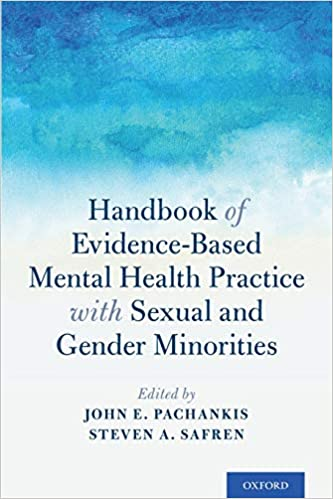 Handbook of
Evidence-Based
Mental Health Practice
with Sexual and
Gender Minorities
Edited by
JOHN E. PACHANKIS
STEVEN A. SAFREN
OXFORD